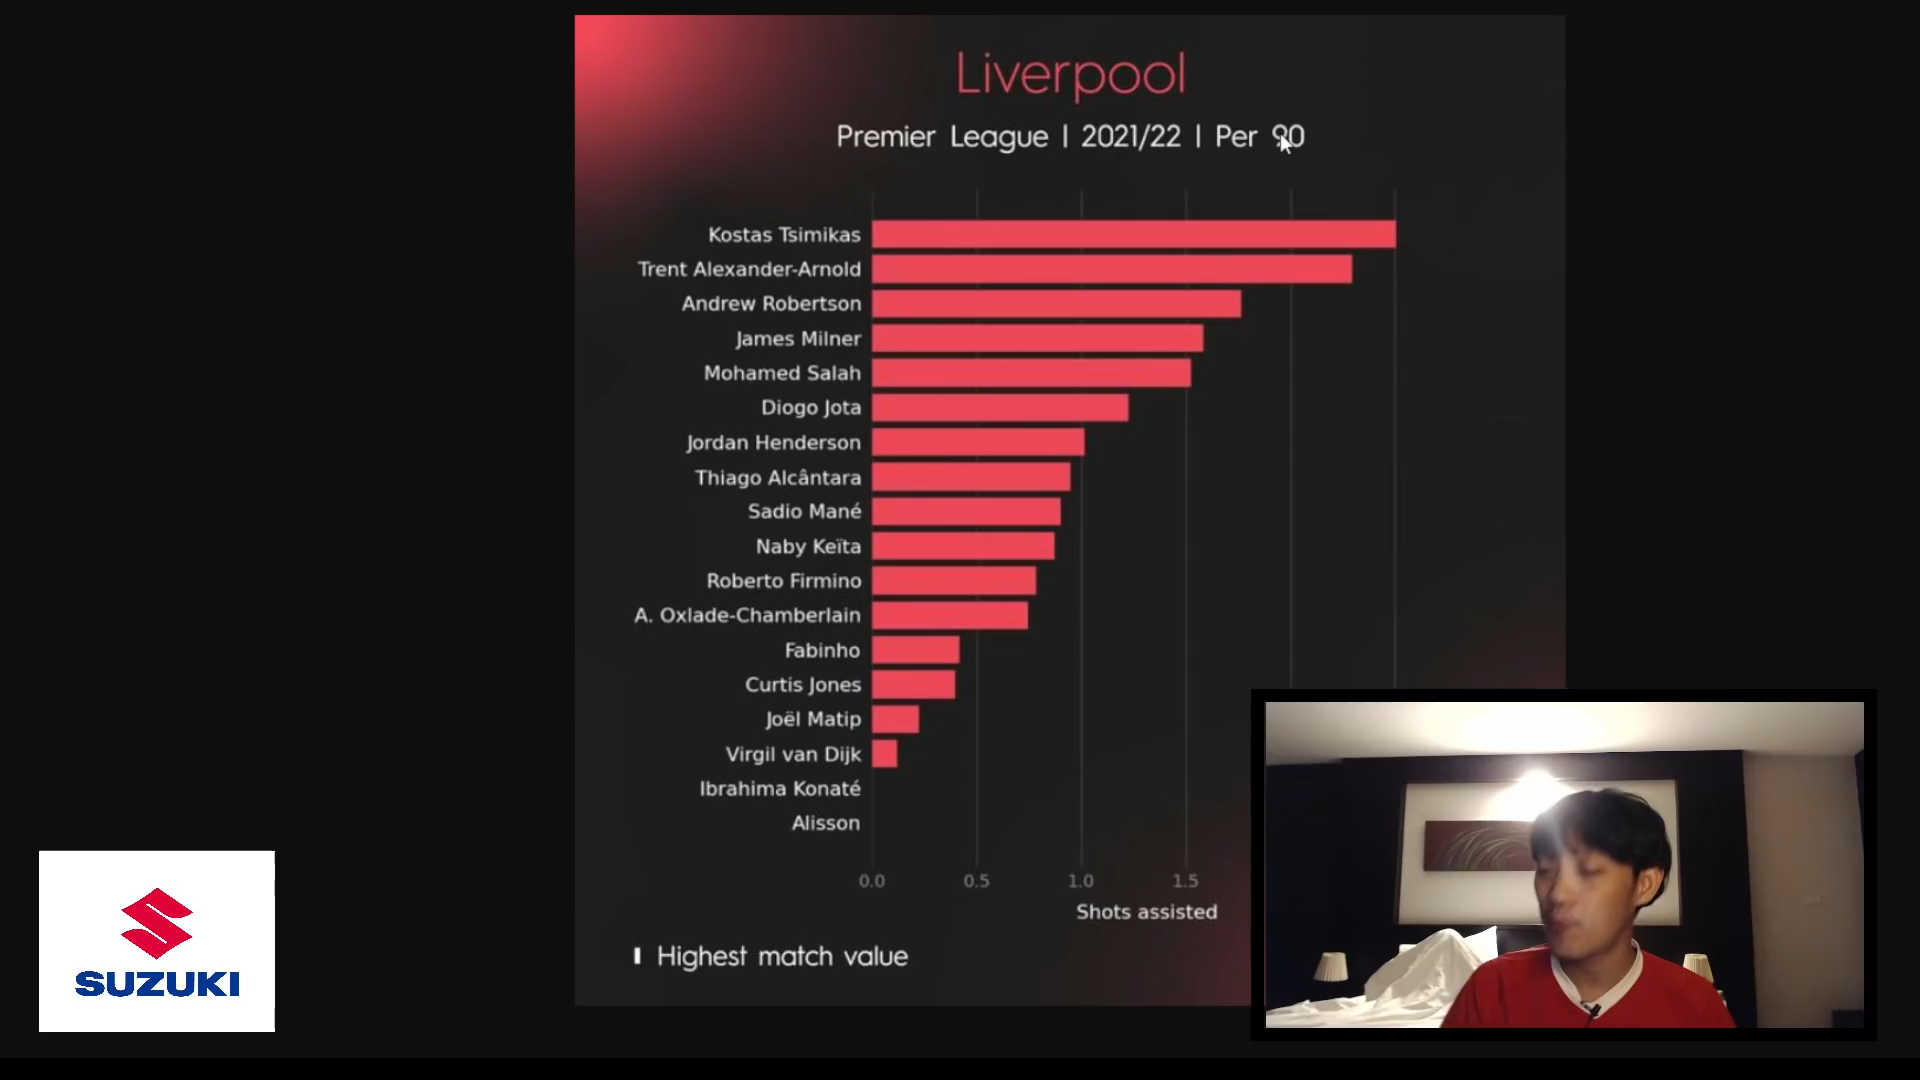 Liverpool
Premier League | 2021/22 | Per 90
Kostas Tsimikas
Trent Alexander-Arnold
Andrew Robertson
James Milner
Mohamed Salah
Diogo Jota
Jordan Henderson
Thiago Alcântara
Sadio Mané
Naby Keïta
Roberto Firmino
A. Oxlade-Chamberlain
Fabinho
Curtis Jones
Joël Matip
Virgil van Dijk
Ibrahima Konaté
Alisson
0.0 0.5 1.0 1.5
Shots assisted
Highest match value
SUZUKI